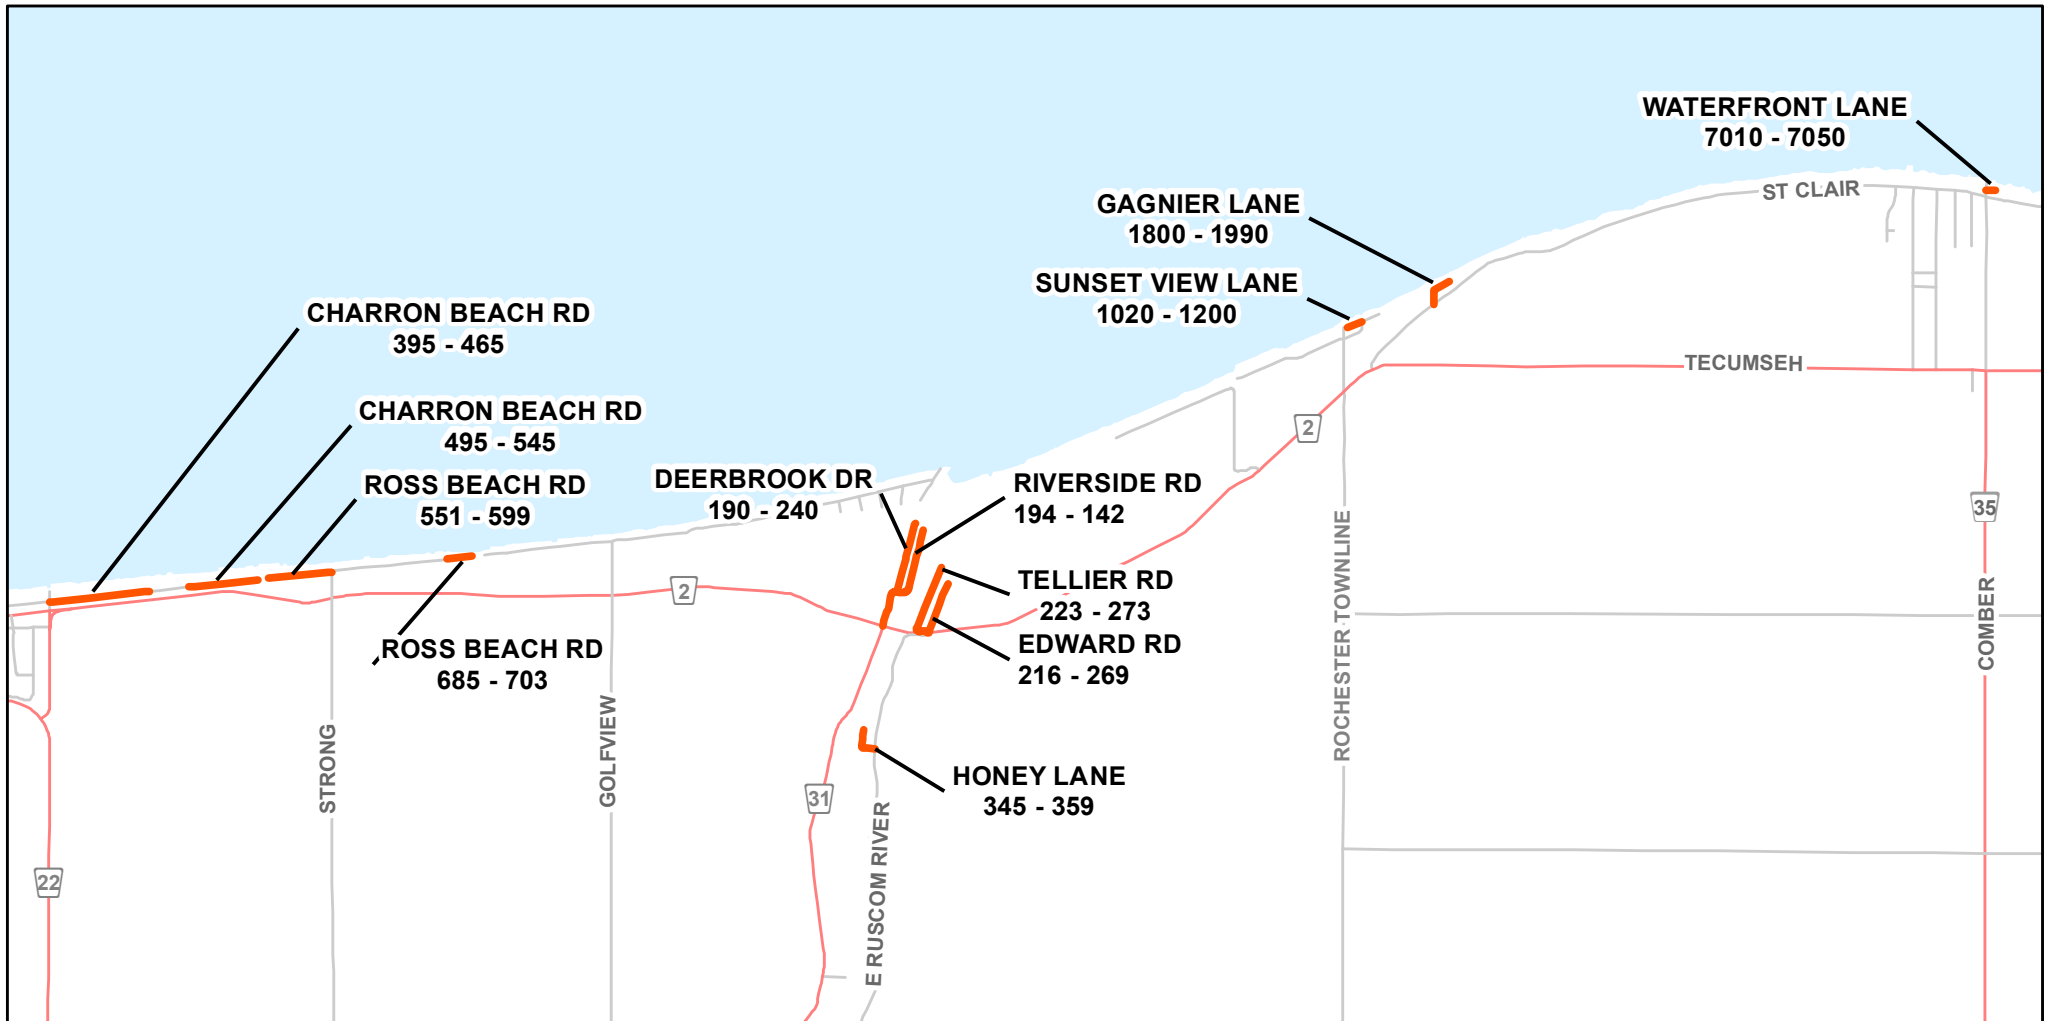 WATERFRONT LANE
7010 - 7050
ST CLAIR
GAGNIER LANE
1800 - 1990
SUNSET VIEW LANE
1020 - 1200
CHARRON BEACH RD
395 - 465
TECUMSEH
CHARRON BEACH RD
495 - 545
2
ROSS BEACH RD
551 - 599
DEERBROOK DR
190 - 240
RIVERSIDE RD
194 - 142
35
2
TELLIER RD
223 - 273
EDWARD RD
216 - 269
ROSS BEACH RD
685 - 703
ROCHESTER TOWNLINE
COMBER
STRONG
GOLFVIEW
31
HONEY LANE
345 - 359
22
E RUSCOM RIVER